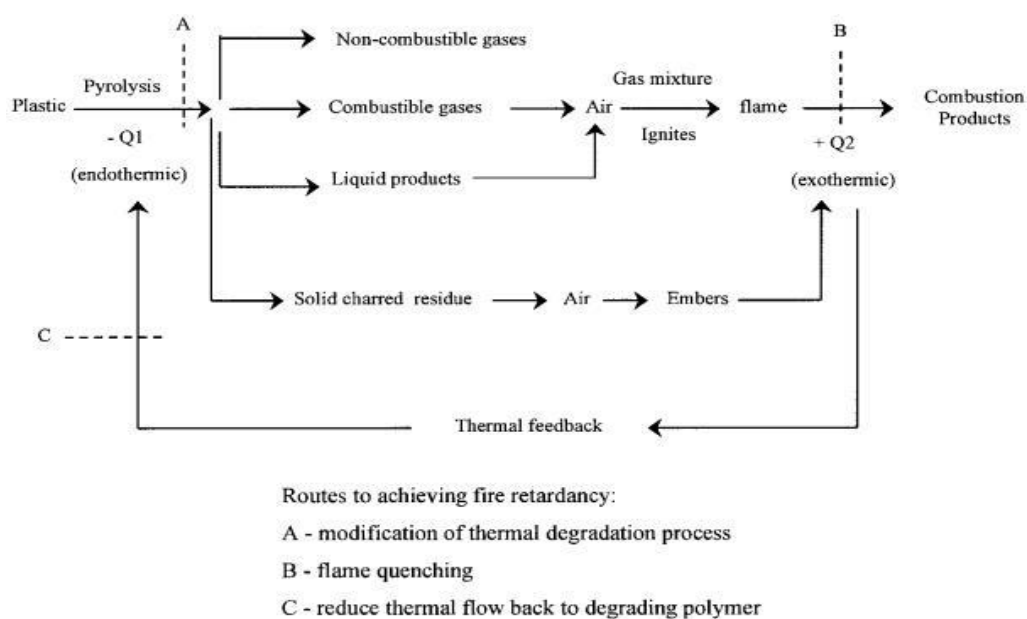 A
B
Non-combustible gases
Pyrolysis
Gas mixture
Plastic
Combustible gases
Air
flame
Combustion
Products
- Q1
Ignites
+ Q2
(endothermic)
Liquid products
(exothermic)
Solid charred residue
Air
Embers
C
Thermal feedback
Routes to achieving fire retardancy:
A - modification of thermal degradation process
B - flame quenching
C - reduce thermal flow back to degrading polymer